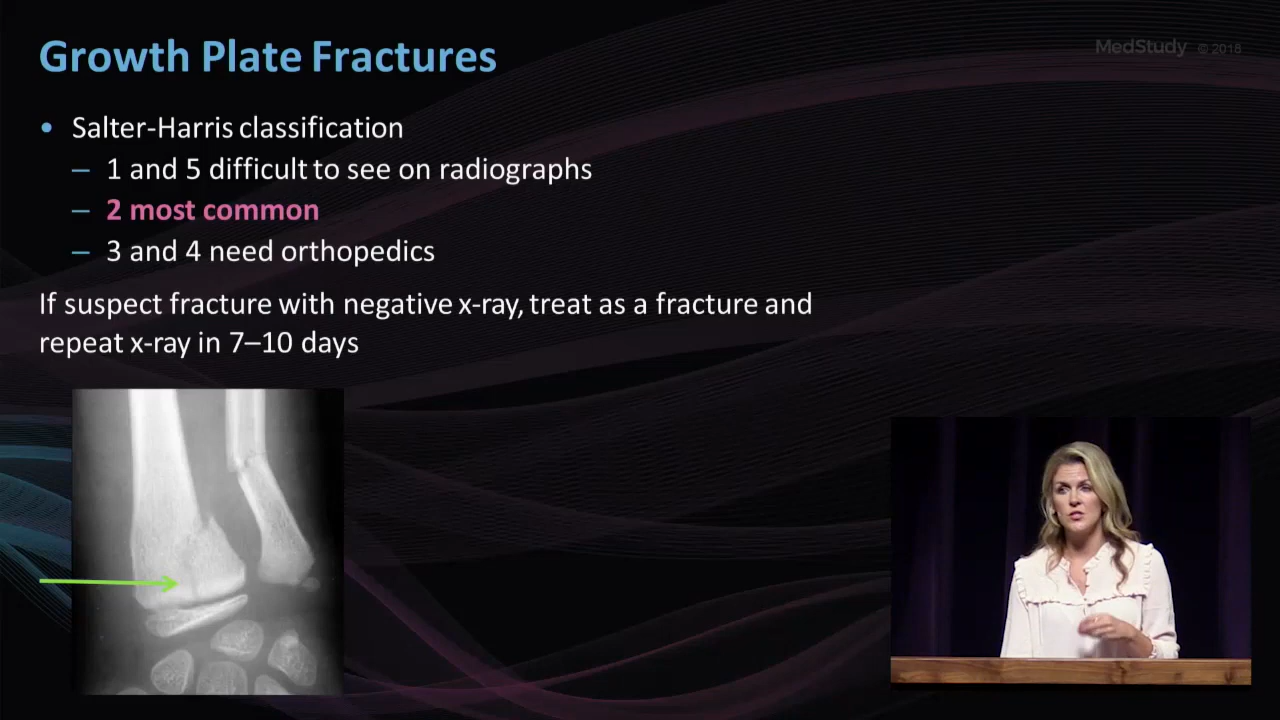 Growth Plate Fractures
MedStudy © 2018
• Salter-Harris classification
– 1 and 5 difficult to see on radiographs
– 2 most common
– 3 and 4 need orthopedics
If suspect fracture with negative x-ray, treat as a fracture and
repeat x-ray in 7–10 days